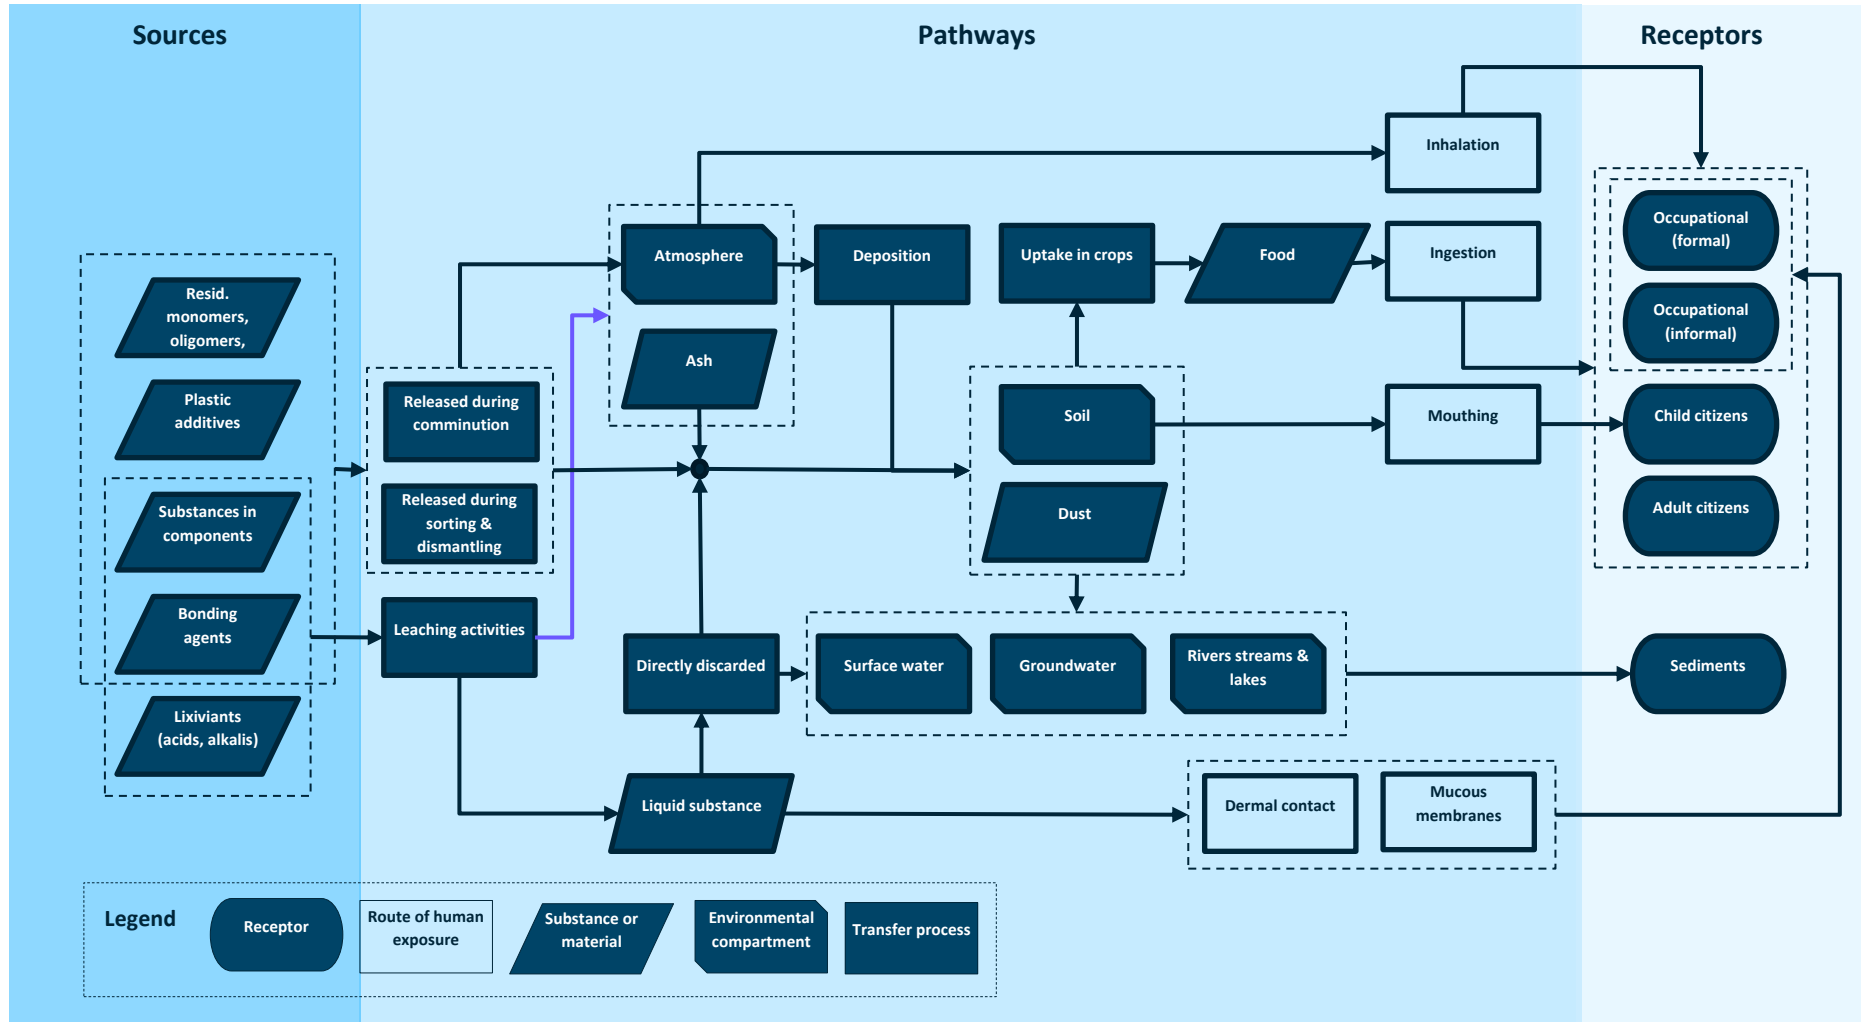 Sources
Pathways
Receptors
Resid.
monomers,
oligomers,
Plastic
additives
Substances in
components
Bonding
agents
Lixiviants
(acids, alkalis)
Released during
comminution
Released during
sorting &
dismantling
Leaching activities
Atmosphere
Ash
Deposition
Directly discarded
Liquid substance
Uptake in crops
Food
Soil
Dust
Surface water
Groundwater
Rivers streams &
lakes
Inhalation
Ingestion
Mouthing
Dermal contact
Mucous
membranes
Occupational
(formal)
Occupational
(informal)
Child citizens
Adult citizens
Sediments
Legend
Receptor
Route of human
exposure
Substance or
material
Environmental
compartment
Transfer process